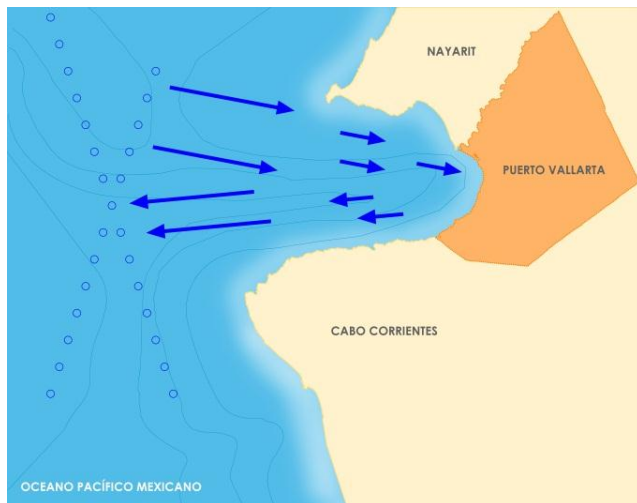 NAYARIT
PUERTO VALLARTA
CABO CORRIENTES
OCEANO PACÍFICO MEXICANO